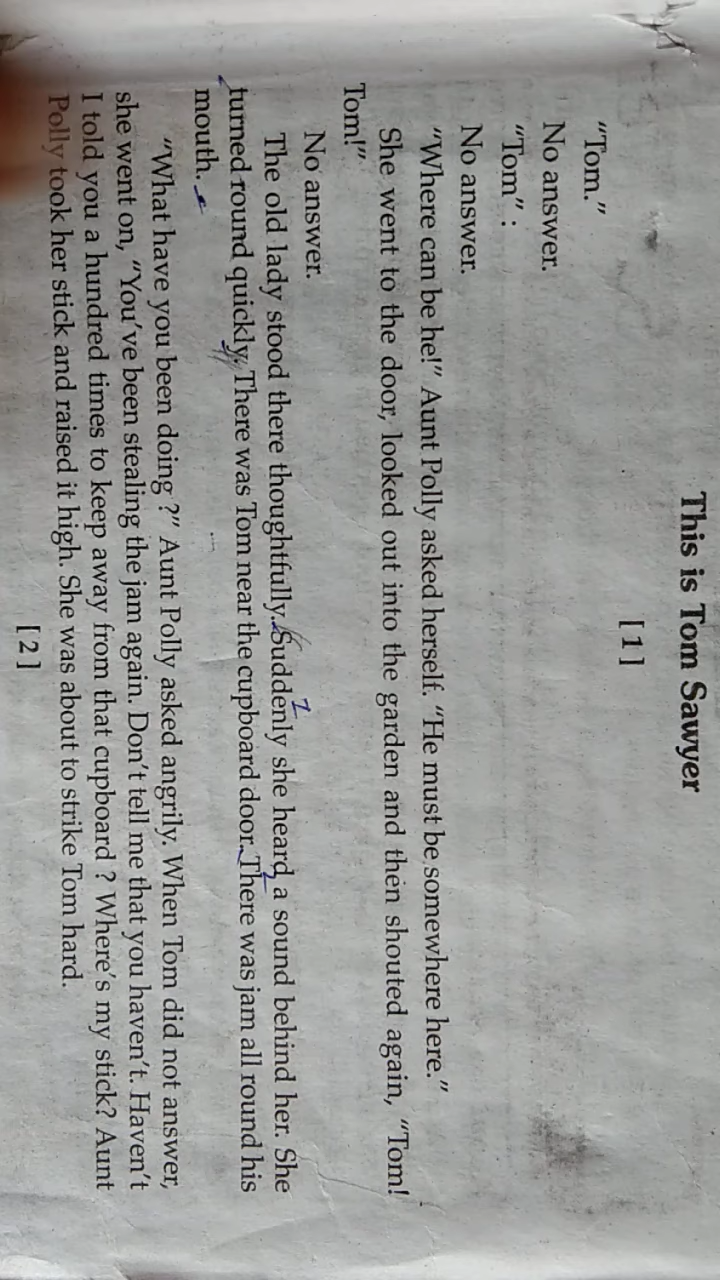 This is Tom Sawyer
[ 1 ]
"Tom."
No answer.
"Tom" :
No answer.
"Where can be he!" Aunt Polly asked herself. "He must be somewhere here."
She went to the door, looked out into the garden and then shouted again, "Tom!
Tom!"
No answer.
The old lady stood there thoughtfully. Suddenly she heard a sound behind her. She
turned round quickly. There was Tom near the cupboard door. There was jam all round his
mouth.
"What have you been doing ?" Aunt Polly asked angrily. When Tom did not answer,
she went on, "You've been stealing the jam again. Don't tell me that you haven't. Haven't
I told you a hundred times to keep away from that cupboard ? Where's my stick? Aunt
Polly took her stick and raised it high. She was about to strike Tom hard.
[ 2 ]